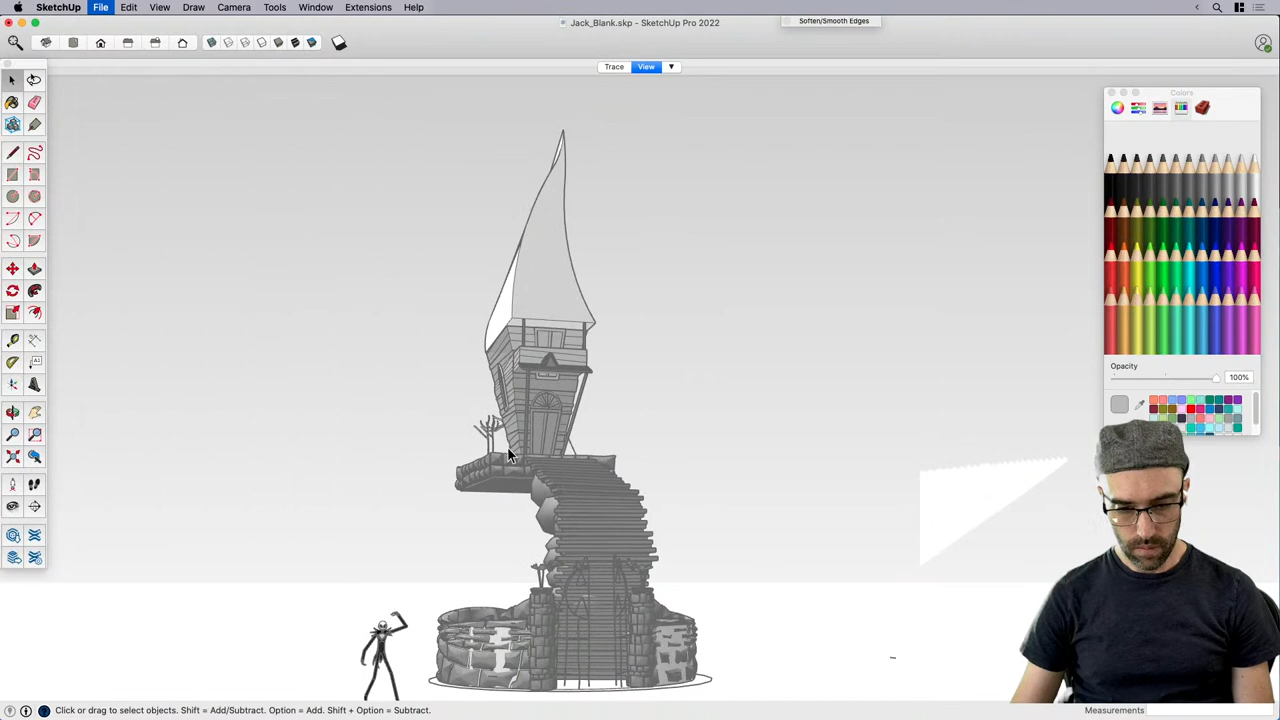 SketchUp File Edit View Draw Camera Tools Window Extensions Help
Jack_Blank.skp - SketchUp Pro 2022
Soften/Smooth Edges
Trace View ▼
Colors
Opacity
100%
Click or drag to select objects. Shift = Add/Subtract. Option = Add. Shift + Option = Subtract.
Measurements